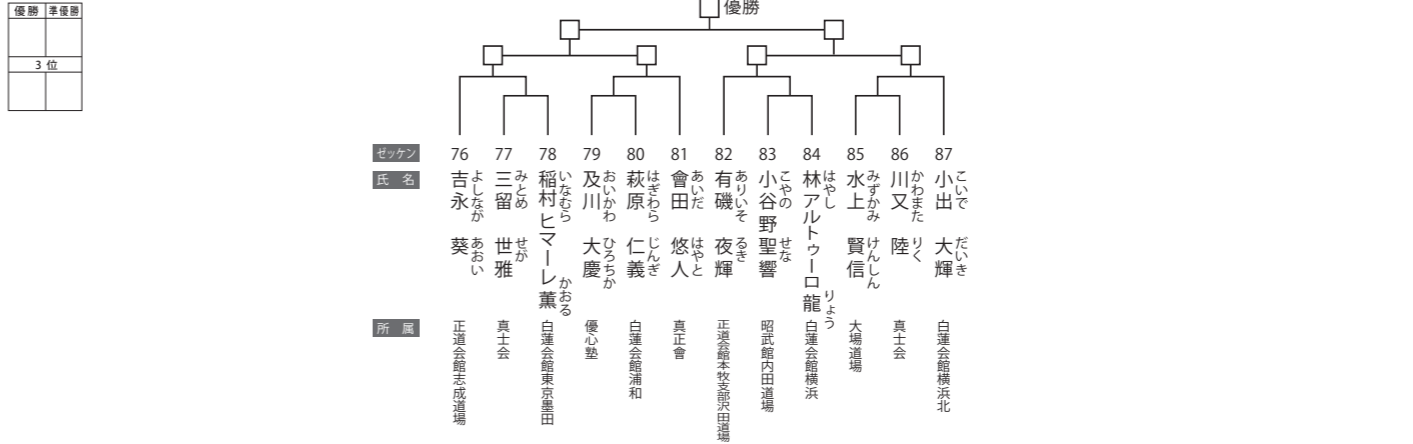 優勝
準優勝
3 位
優勝
ゼッケン
76 77 78 79 80 81 82 83 84 85 86 87
氏 名
吉永 葵
よしなが あおい
三留 世雅
みとめ せが
稲村 ヒマーレ 薫
いなむら かおる
及川 大慶
おいかわ ひろちか
萩原 仁義
はぎわら じんぎ
會田 悠人
あいだ はやと
有磯 夜輝
ありいそ るき
小谷野 聖響
こやの せな
林 アルトゥーロ 龍
はやし りょう
水上 賢信
みずかみ けんしん
川又 陸
かわまた りく
小出 大輝
こいで だいき
所 属
正道会館志成道場
真士会
白蓮会館東京墨田
優心塾
白蓮会館浦和
真正會
正道会館本牧支部沢田道場
昭武館内田道場
白蓮会館横浜
大場道場
真士会
白蓮会館横浜北